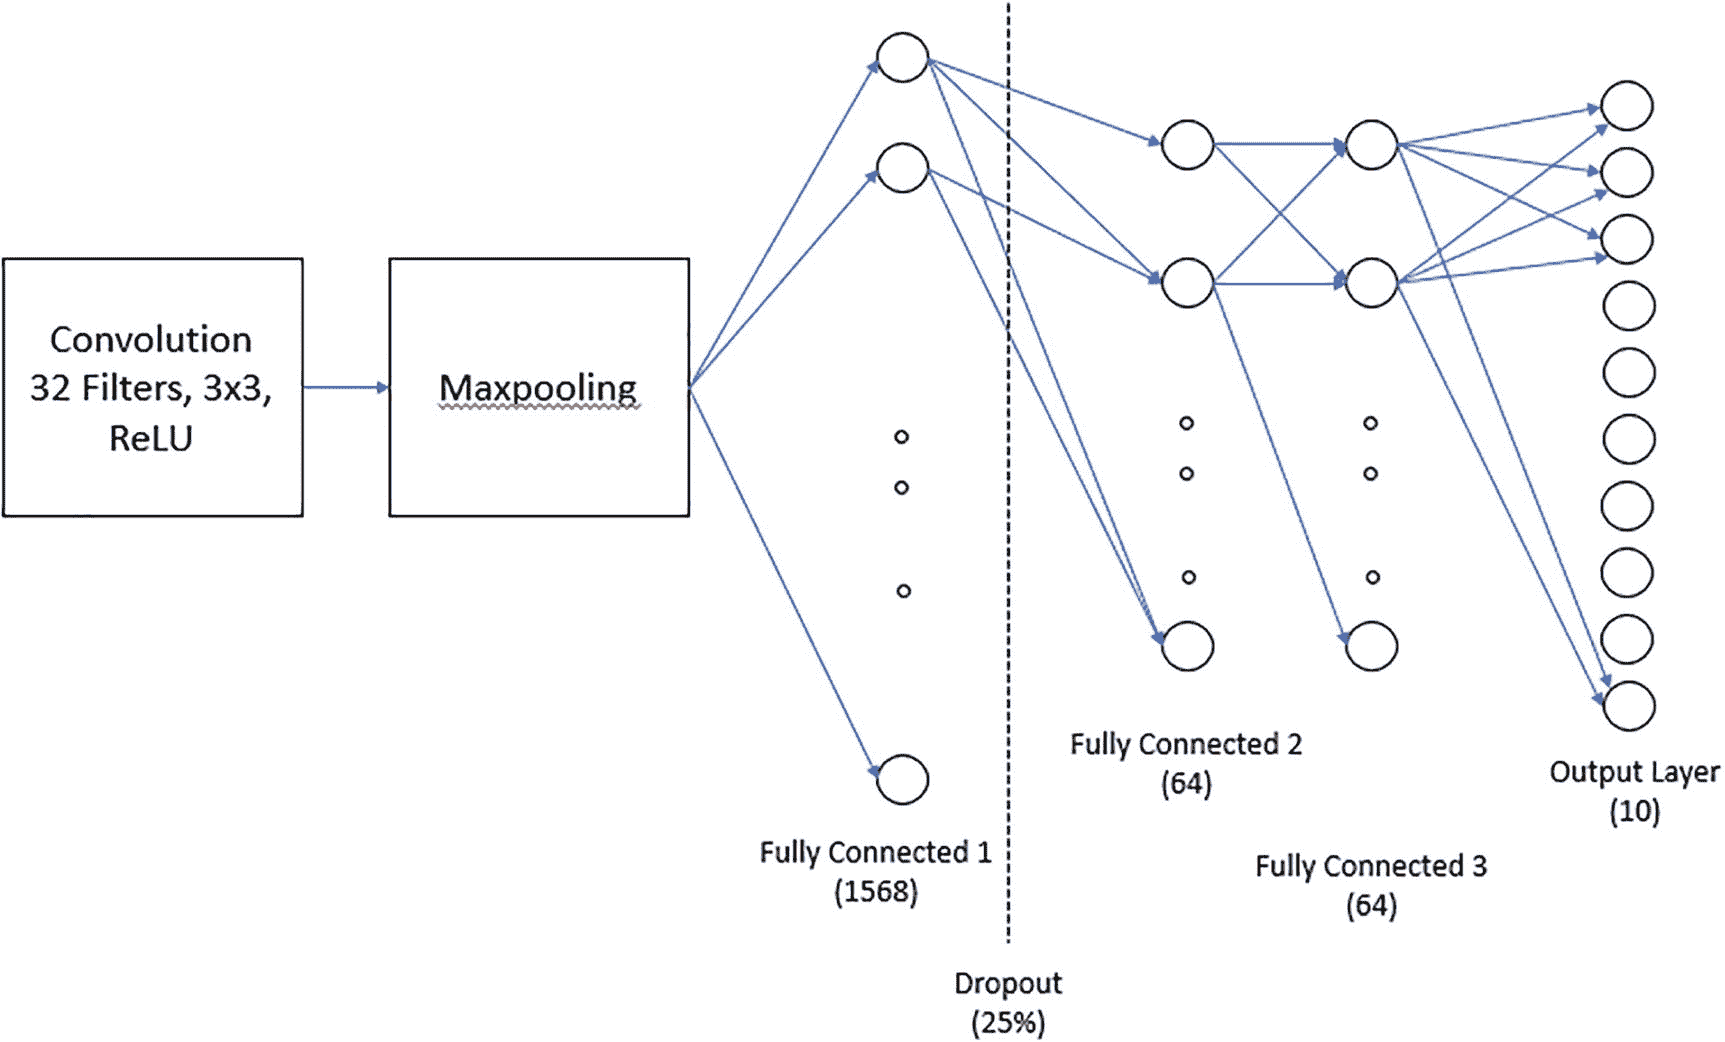 Convolution
32 Filters, 3x3,
ReLU
Maxpooling
Fully Connected 1
(1568)
Dropout
(25%)
Fully Connected 2
(64)
Fully Connected 3
(64)
Output Layer
(10)